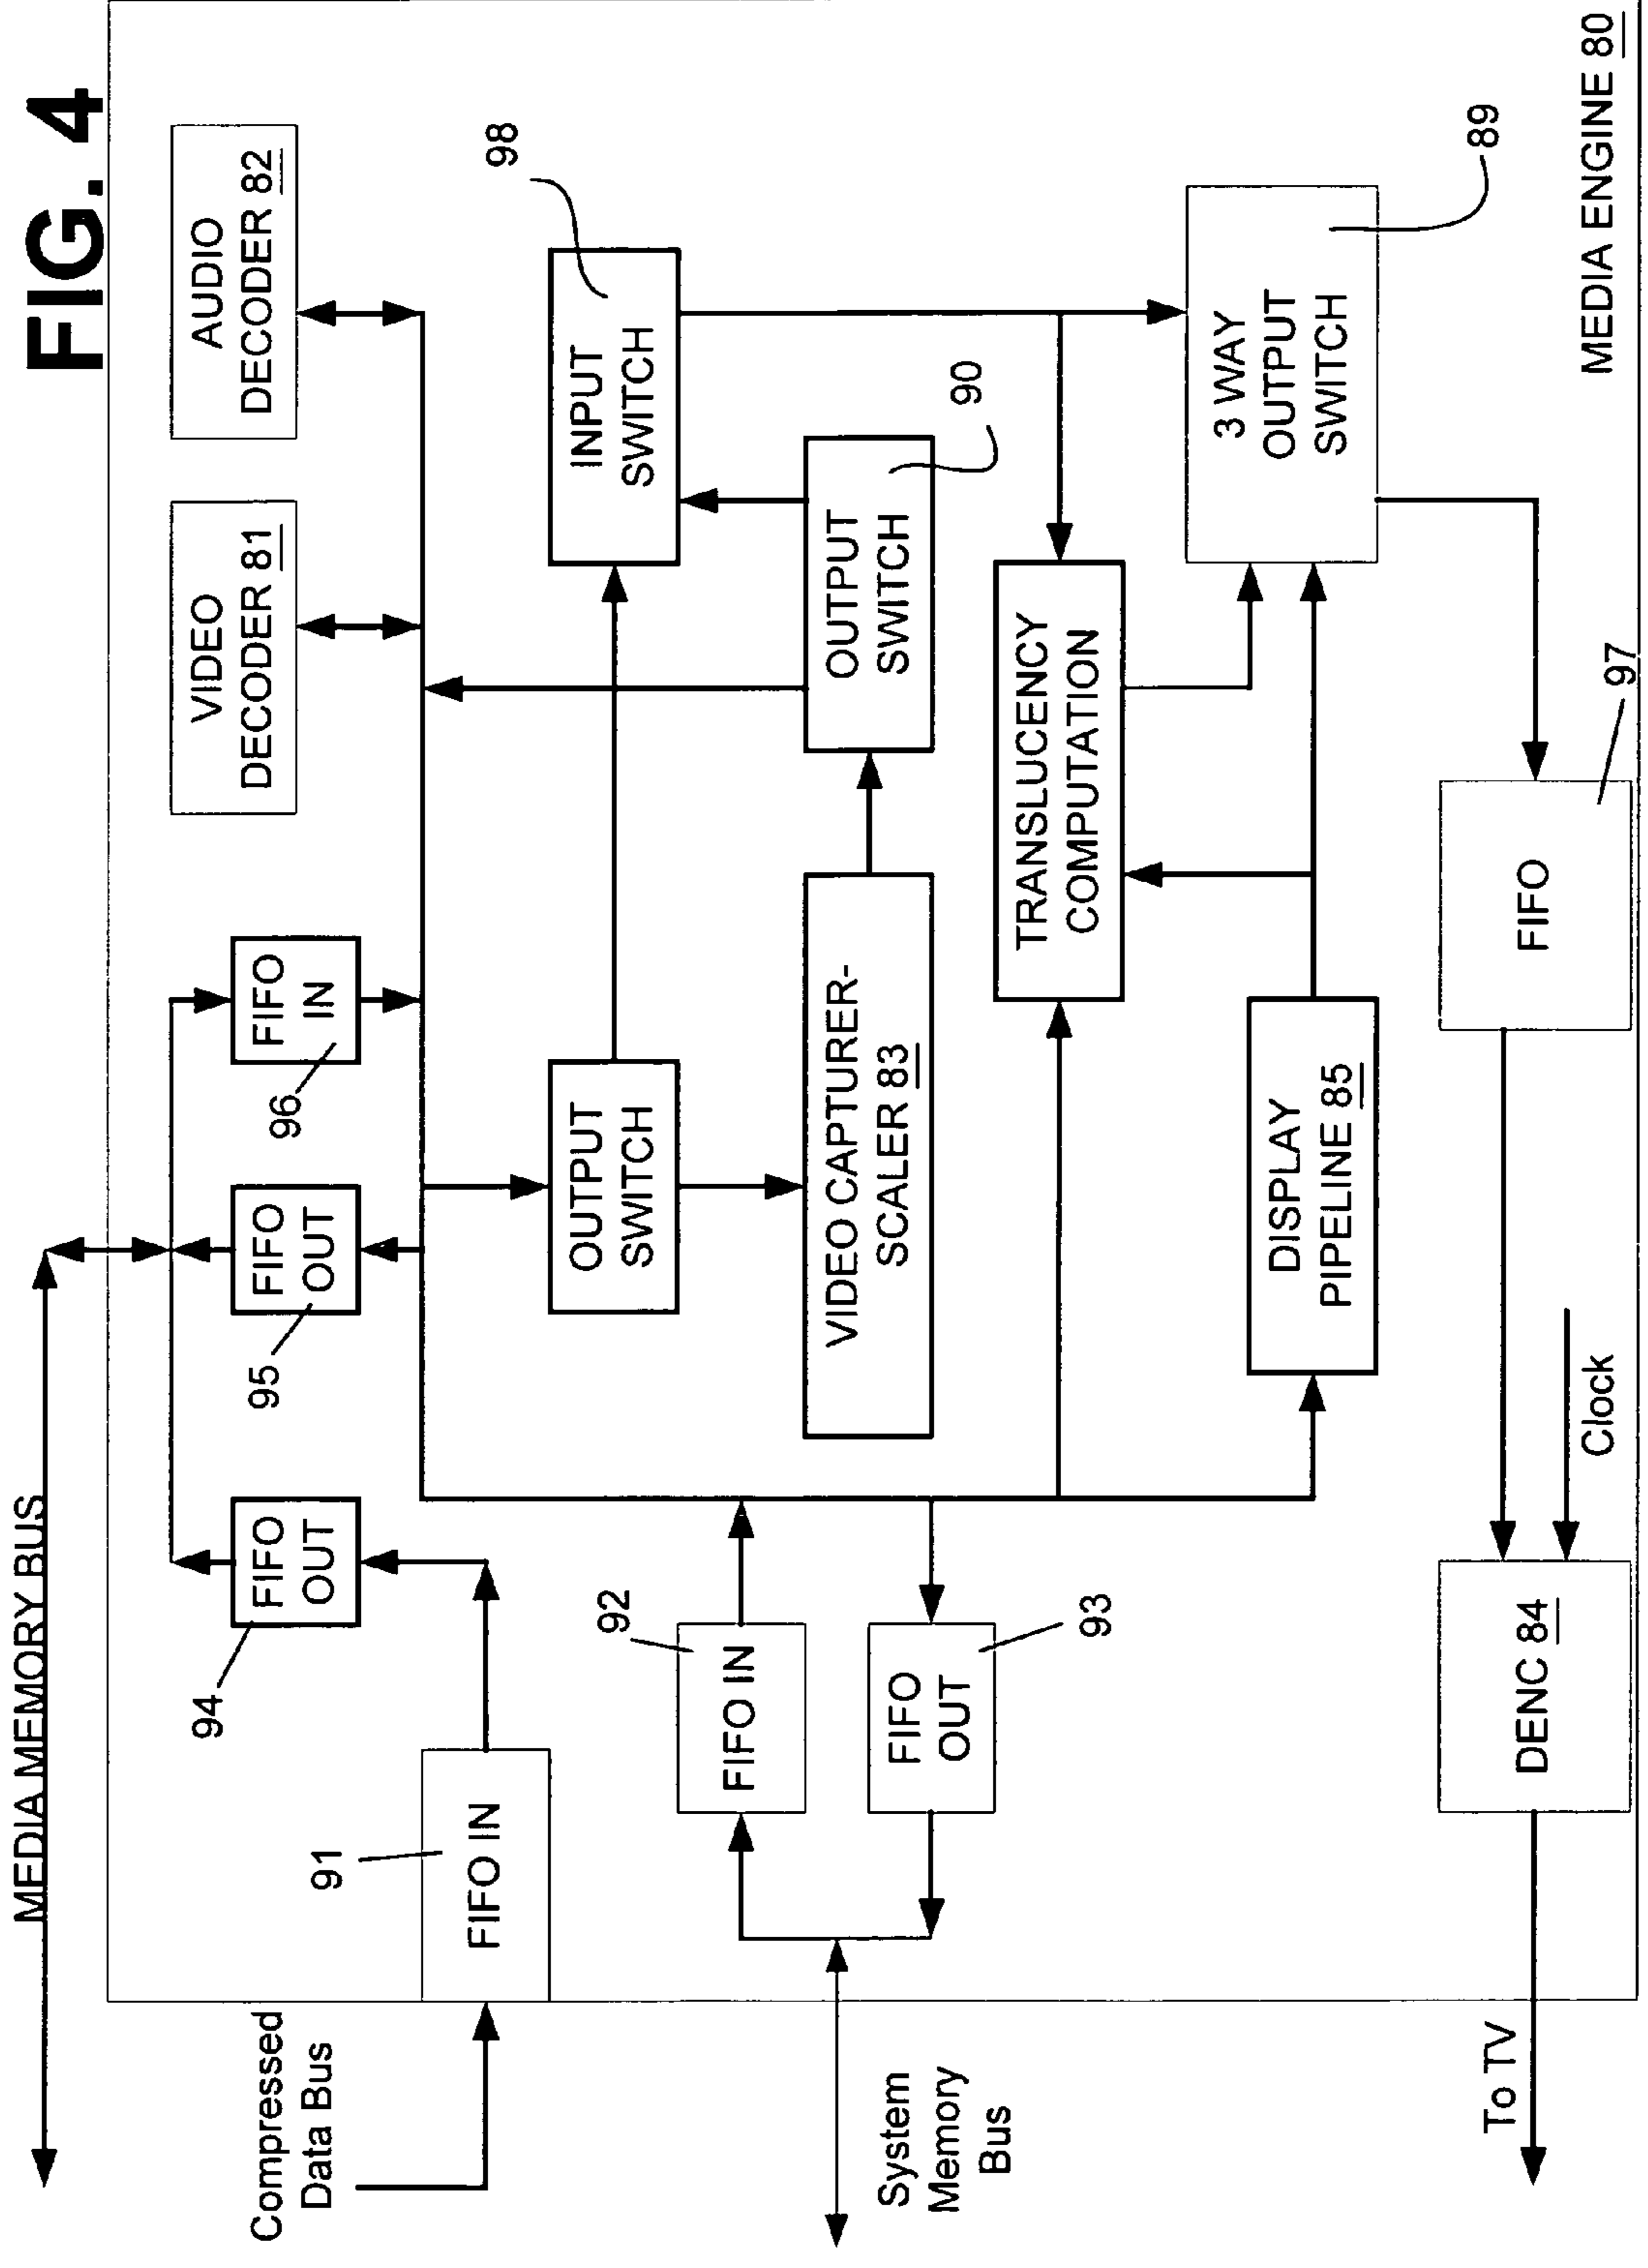 FIG. 4
MEDIA MEMORY BUS
94
FIFO
OUT
95
FIFO
OUT
96
FIFO
IN
VIDEO
DECODER 81
AUDIO
DECODER 82
Compressed
Data Bus
91
FIFO IN
OUTPUT
SWITCH
INPUT
SWITCH
98
System
Memory
Bus
92
FIFO IN
93
FIFO
OUT
VIDEO CAPTURER-
SCALER 83
OUTPUT
SWITCH
90
TRANSLUCENCY
COMPUTATION
DISPLAY
PIPELINE 85
3 WAY
OUTPUT
SWITCH
89
To TV
DENC 84
Clock
FIFO
97
MEDIA ENGINE 80